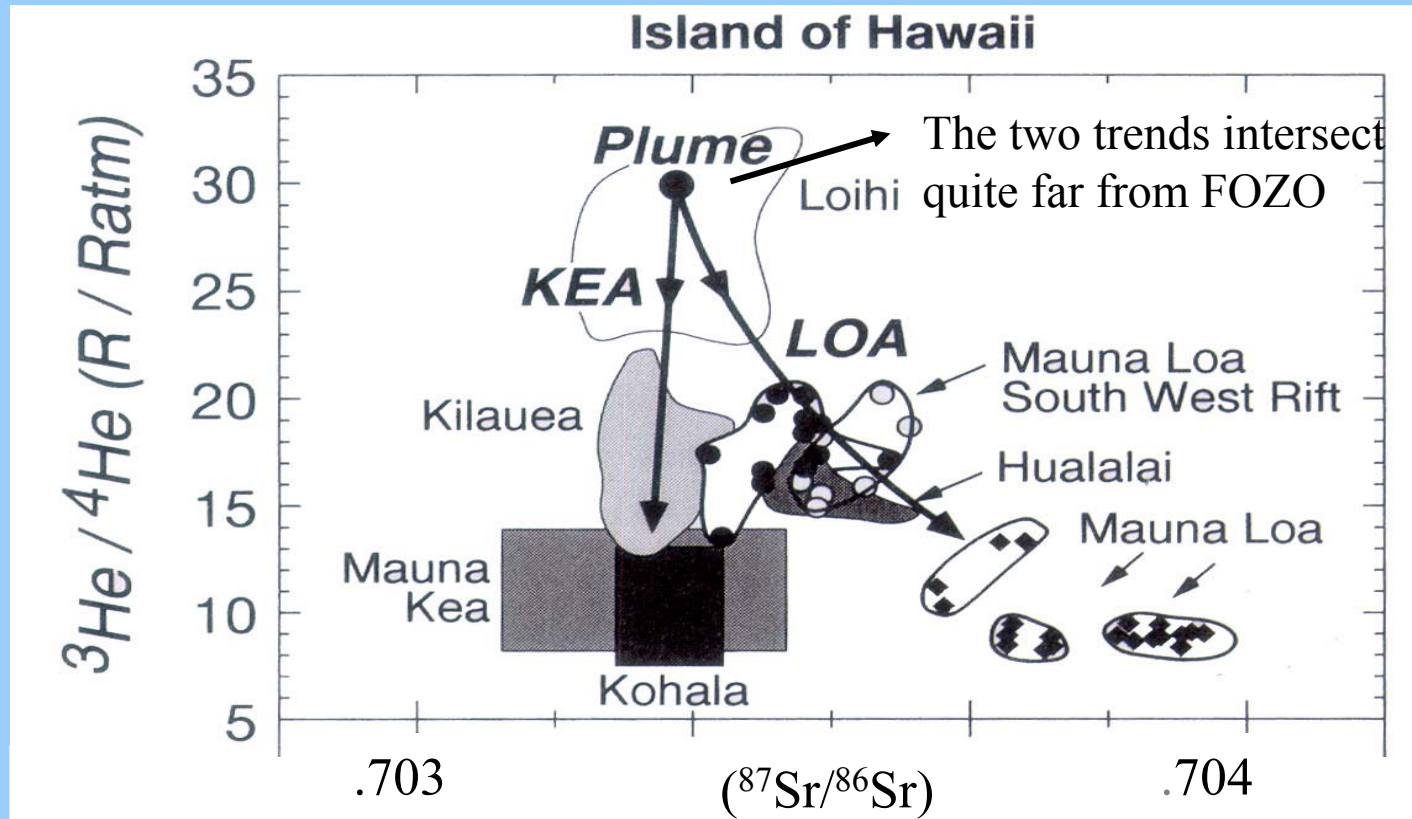 Island of Hawaii
³He / ⁴He (R / Ratm)
35
30
25
20
15
10
5
Plume
The two trends intersect
quite far from FOZO
Loihi
KEA
LOA
Mauna Loa
South West Rift
Kilauea
Hualalai
Mauna Loa
Mauna
Kea
Kohala
.703
(⁸⁷Sr/⁸⁶Sr)
.704